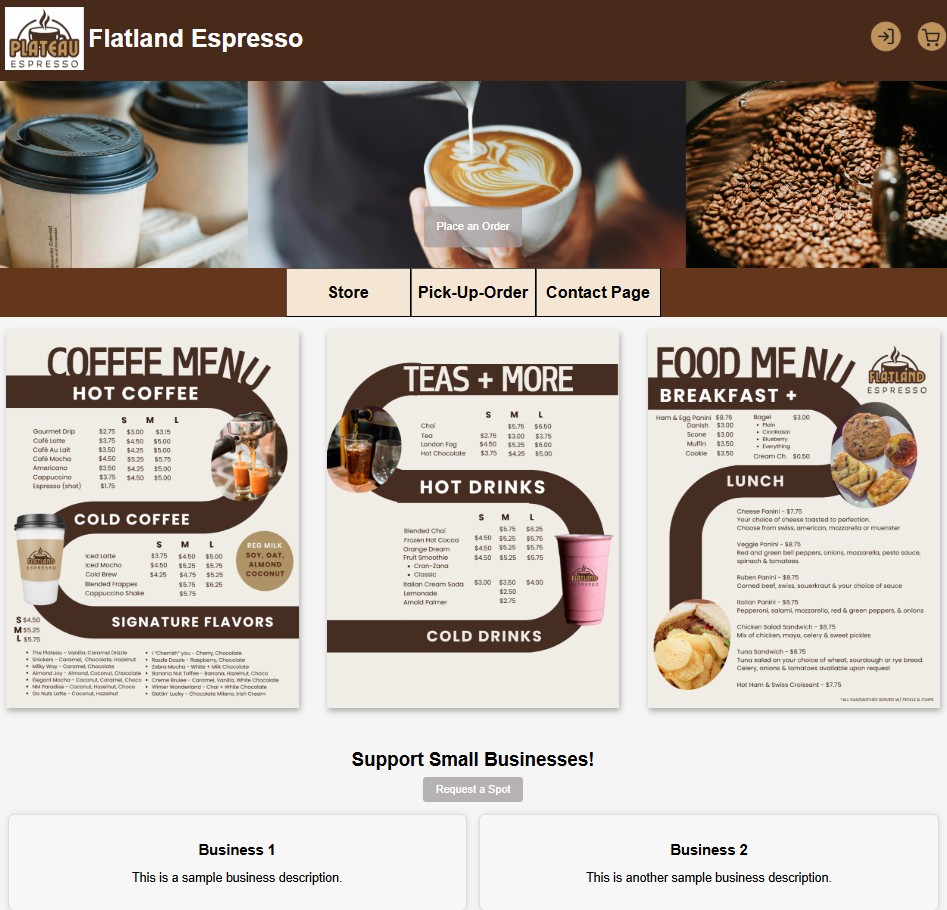 PLATEAU
ESPRESSO
Flatland Espresso
Place an Order
Store
Pick-Up-Order
Contact Page
COFFEE MENU
HOT COFFEE
S M L
Gourmet Drip $2.75 $3.00 $3.15
Café Latte $3.75 $4.50 $5.00
Café Au Lait $3.50 $4.25 $5.00
Café Mocha $4.50 $5.25 $5.75
Americano $3.50 $4.25 $5.00
Cappuccino $3.75 $4.50 $5.00
Espresso (shot) $1.75
COLD COFFEE
S M L
Iced Latte $3.75 $4.50 $5.00
Iced Mocha $4.50 $5.25 $5.75
Cold Brew $4.25 $4.75 $5.25
Blended Frappes $5.75 $6.25
Cappuccino Shake $5.75
REG MILK
SOY, OAT,
ALMOND
COCONUT
FLATLAND
ESPRESSO
SIGNATURE FLAVORS
S $4.50
M $5.25
L $5.75
• The Plateau - Vanilla, Caramel Drizzle
• Snickers - Caramel, Chocolate, Hazelnut
• Milky Way - Caramel, Chocolate
• Almond Joy - Almond, Coconut, Chocolate
• Elegant Mocha - Coconut, Caramel, Choco
• NM Paradise - Coconut, Hazelnut, Choco
• Go Nuts Latte - Coconut, Hazelnut
• I "Cherrish" you - Cherry, Chocolate
• Razzle Dazzle - Raspberry, Chocolate
• Zebra Mocha - White + Milk Chocolate
• Banana Nut Toffee - Banana, Hazelnut, Choco
• Creme Brulee - Caramel, Vanilla, White Chocolate
• Winter Wonderland - Chai + White Chocolate
• Gettin' Lucky - Chocolate Milano, Irish Cream
TEAS + MORE
S M L
Chai $5.75 $6.50
Tea $2.75 $3.00 $3.75
London Fog $4.50 $5.25 $6.00
Hot Chocolate $3.75 $4.25 $5.00
HOT DRINKS
S M L
Blended Chai $5.75 $6.25
Frozen Hot Cocoa $4.50 $5.25 $5.75
Orange Dream $4.50 $5.25 $5.75
Fruit Smoothie $4.50 $5.25 $5.75
• Cran-Zana
• Classic
Italian Cream Soda $3.00 $3.50 $4.00
Lemonade $2.50
Arnold Palmer $2.75
FLATLAND
COLD DRINKS
FOOD MENU
FLATLAND
ESPRESSO
BREAKFAST +
Ham & Egg Panini $8.75
Danish $3.00
Scone $3.00
Muffin $3.50
Cookie $3.50
Bagel $3.00
• Plain
• CinnRaisin
• Blueberry
• Everything
Cream Ch. $0.50
LUNCH
Cheese Panini - $7.75
Your choice of cheese toasted to perfection.
Choose from swiss, american, mozzarella or muenster
Veggie Panini - $8.75
Red and green bell peppers, onions, mozzarella, pesto sauce,
spinach & tomatoes.
Ruben Panini - $8.75
Corned beef, swiss, sauerkraut & your choice of sauce
Italian Panini - $8.75
Pepperoni, salami, mozzarella, red & green peppers, & onions
Chicken Salad Sandwich - $8.75
Mix of chicken, mayo, celery & sweet pickles
Tuna Sandwich - $8.75
Tuna salad on your choice of wheat, sourdough or rye bread.
Celery, onions & tomatoes available upon request
Hot Ham & Swiss Croissant - $7.75
*ALL SANDWICHES SERVED W/ PICKLE & CHIPS
Support Small Businesses!
Request a Spot
Business 1
This is a sample business description.
Business 2
This is another sample business description.